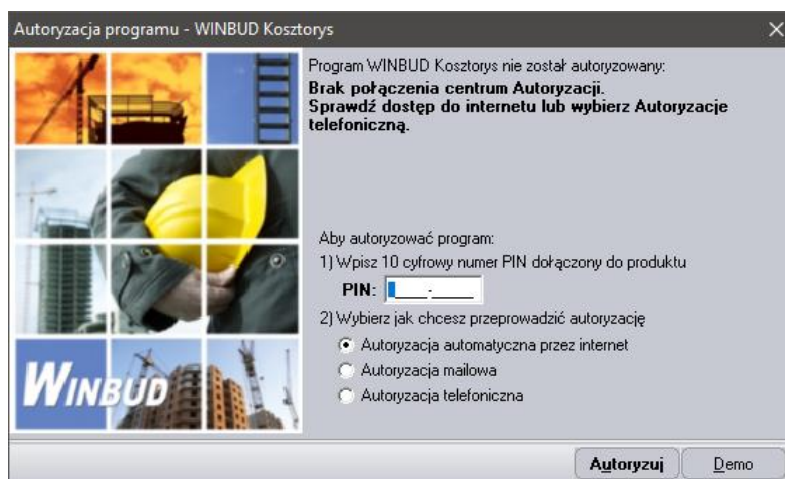 Autoryzacja programu - WINBUD Kosztorys
Program WINBUD Kosztorys nie został autoryzowany:
Brak połączenia centrum Autoryzacji.
Sprawdź dostęp do internetu lub wybierz Autoryzacje
telefoniczną.
Aby autoryzować program:
1) Wpisz 10 cyfrowy numer PIN dołączony do produktu
PIN: _____-_____
2) Wybierz jak chcesz przeprowadzić autoryzację
Autoryzacja automatyczna przez internet
Autoryzacja mailowa
Autoryzacja telefoniczna
WINBUD
Autoryzuj
Demo